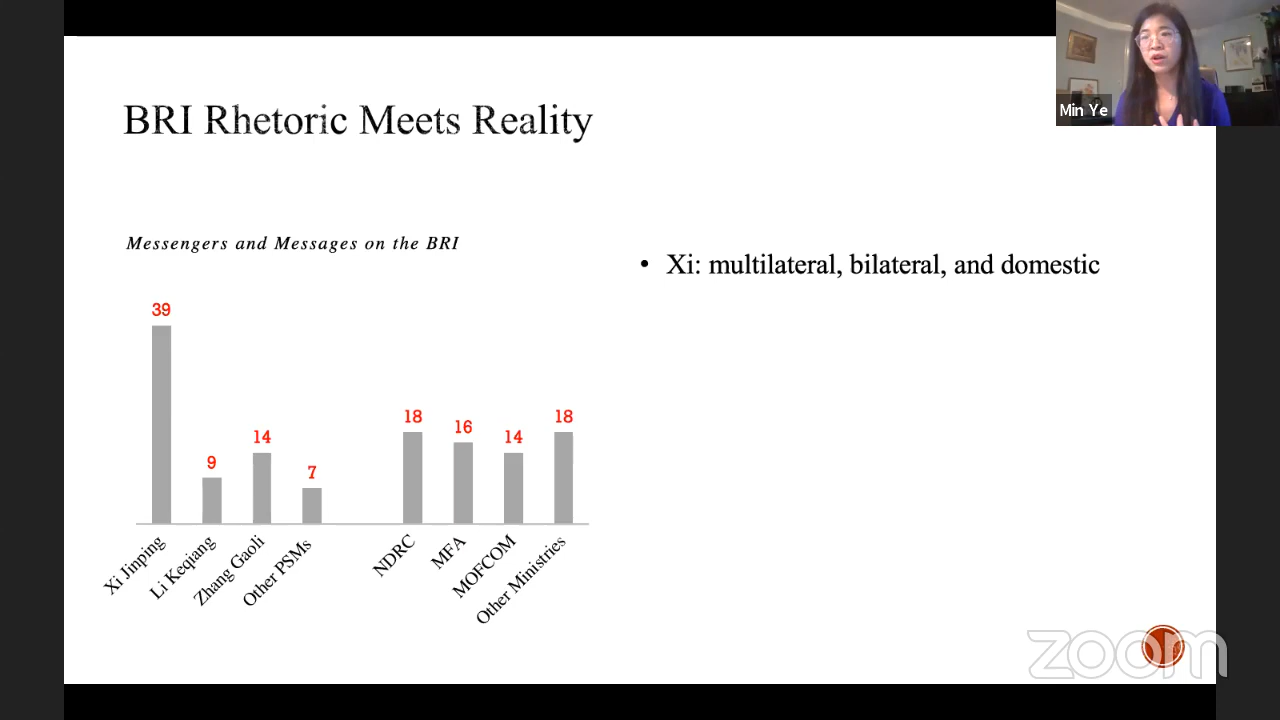 Min Ye
BRI Rhetoric Meets Reality
Messengers and Messages on the BRI
• Xi: multilateral, bilateral, and domestic
39
9
14
7
18
16
14
18
Xi Jinping
Li Keqiang
Zhang Gaoli
Other PSMs
NDRC
MFA
MOFCOM
Other Ministries
zoom